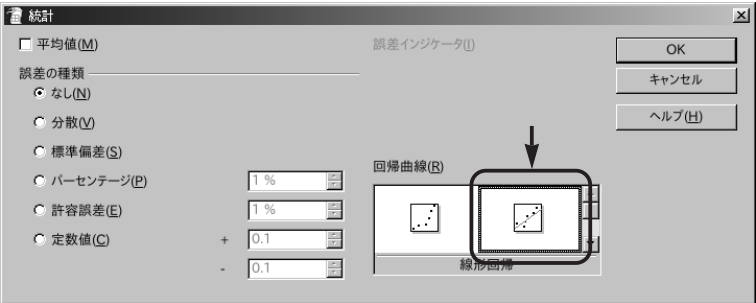 統計
平均値(M)
誤差の種類
なし(N)
分散(V)
標準偏差(S)
パーセンテージ(P)
1 %
許容誤差(E)
1 %
定数値(C)
+
0.1
-
0.1
誤差インジケータ(I)
回帰曲線(R)
線形回帰
OK
キャンセル
ヘルプ(H)